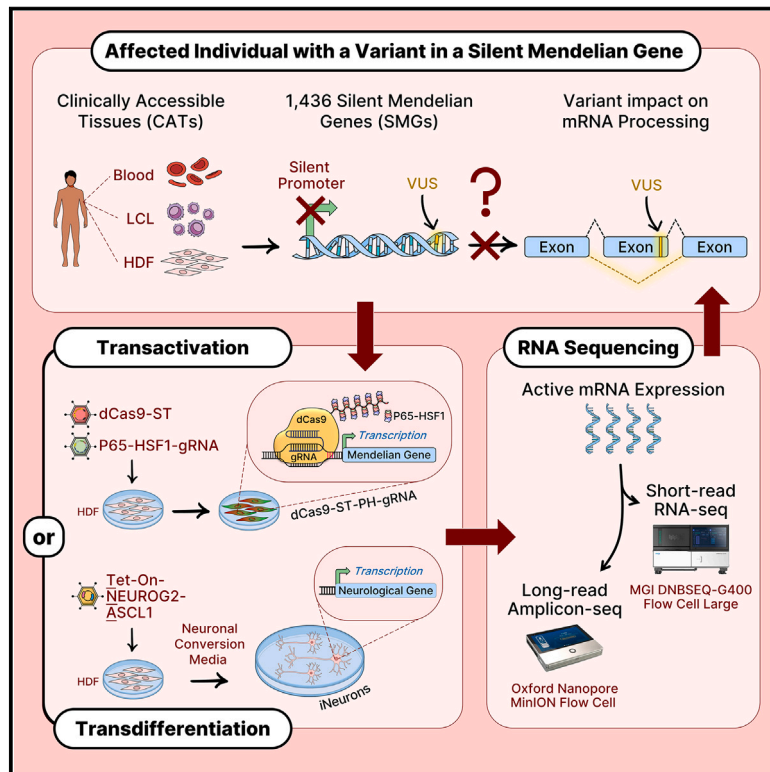 Affected Individual with a Variant in a Silent Mendelian Gene
Clinically Accessible
Tissues (CATs)
Blood
LCL
HDF
1,436 Silent Mendelian
Genes (SMGs)
Silent
Promoter
VUS
?
Variant impact on
mRNA Processing
VUS
Exon
Exon
Exon
Transactivation
dCas9-ST
P65-HSF1-gRNA
HDF
dCas9
P65-HSF1
gRNA
Transcription
Mendelian Gene
dCas9-ST-PH-gRNA
or
Tet-On-
NEUROG2-
ASCL1
HDF
Neuronal
Conversion
Media
Transcription
Neurological Gene
iNeurons
Transdifferentiation
RNA Sequencing
Active mRNA Expression
Short-read
RNA-seq
MGI DNBSEQ-G400
Flow Cell Large
Long-read
Amplicon-seq
Oxford Nanopore
MinION Flow Cell